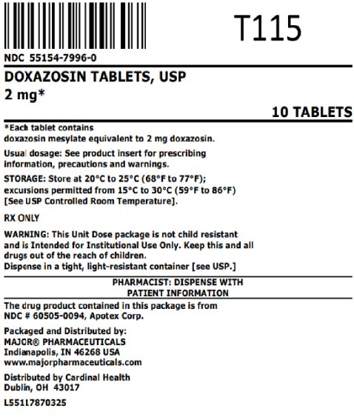 T115
NDC 55154-7996-0
DOXAZOSIN TABLETS, USP
2 mg*
10 TABLETS
*Each tablet contains
doxazosin mesylate equivalent to 2 mg doxazosin.
Usual dosage: See product insert for prescribing
information, precautions and warnings.
STORAGE: Store at 20°C to 25°C (68°F to 77°F);
excursions permitted from 15°C to 30°C (59°F to 86°F)
[See USP Controlled Room Temperature].
RX ONLY
WARNING: This Unit Dose package is not child resistant
and is Intended for Institutional Use Only. Keep this and all
drugs out of the reach of children.
Dispense in a tight, light-resistant container [see USP.]
PHARMACIST: DISPENSE WITH
PATIENT INFORMATION
The drug product contained in this package is from
NDC # 60505-0094, Apotex Corp.
Packaged and Distributed by:
MAJOR® PHARMACEUTICALS
Indianapolis, IN 46268 USA
www.majorpharmaceuticals.com
Distributed by Cardinal Health
Dublin, OH 43017
L55117870325